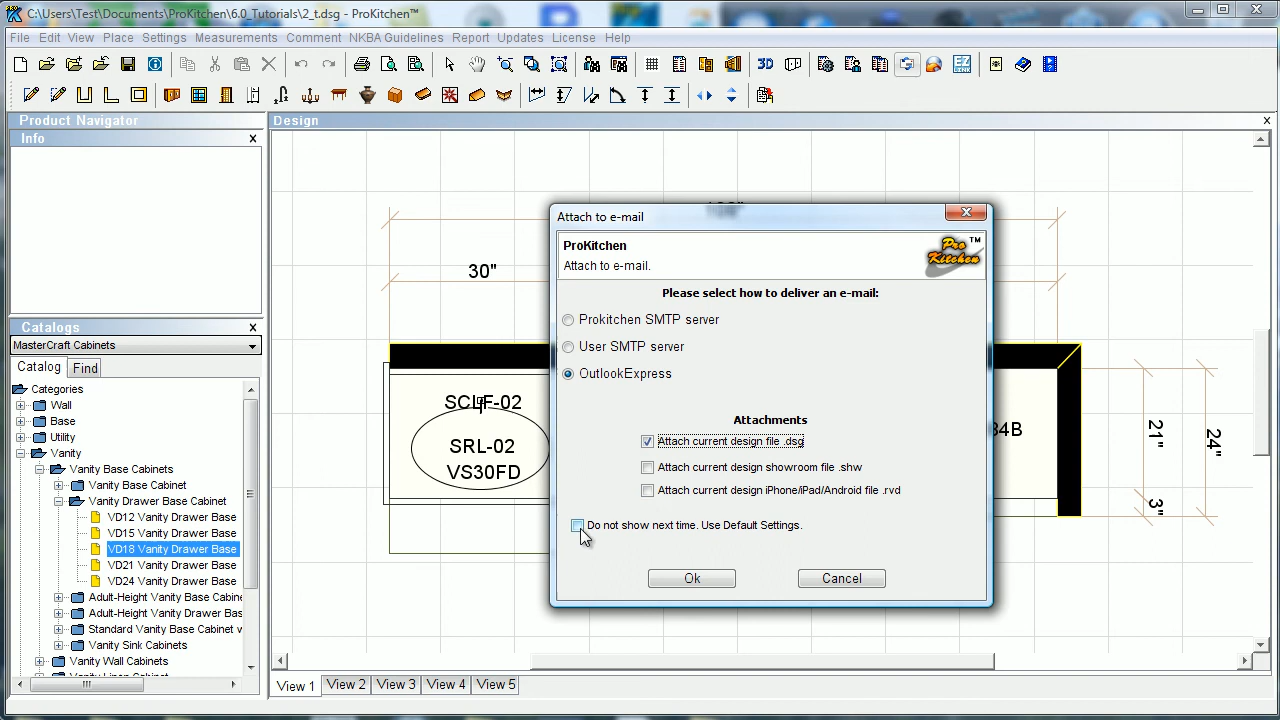 C:\Users\Test\Documents\ProKitchen\6.0_Tutorials\2_t.dsg - ProKitchen™
File Edit View Place Settings Measurements Comment NKBA Guidelines Report Updates License Help
3D
Product Navigator
Info
Design
30"
Attach to e-mail
ProKitchen
Attach to e-mail.
Pro Kitchen ™
Please select how to deliver an e-mail:
Prokitchen SMTP server
User SMTP server
OutlookExpress
Attachments
Attach current design file .dsg
Attach current design showroom file .shw
Attach current design iPhone/iPad/Android file .rvd
Do not show next time. Use Default Settings.
Ok Cancel
SCLF-02
SRL-02
VS30FD
34B
21"
24"
3"
Catalogs
MasterCraft Cabinets
Catalog Find
Categories
Wall
Base
Utility
Vanity
Vanity Base Cabinets
Vanity Base Cabinet
Vanity Drawer Base Cabinet
VD12 Vanity Drawer Base
VD15 Vanity Drawer Base
VD18 Vanity Drawer Base
VD21 Vanity Drawer Base
VD24 Vanity Drawer Base
Adult-Height Vanity Base Cabine
Adult-Height Vanity Drawer Bas
Standard Vanity Base Cabinet v
Vanity Sink Cabinets
Vanity Wall Cabinets
View 1 View 2 View 3 View 4 View 5